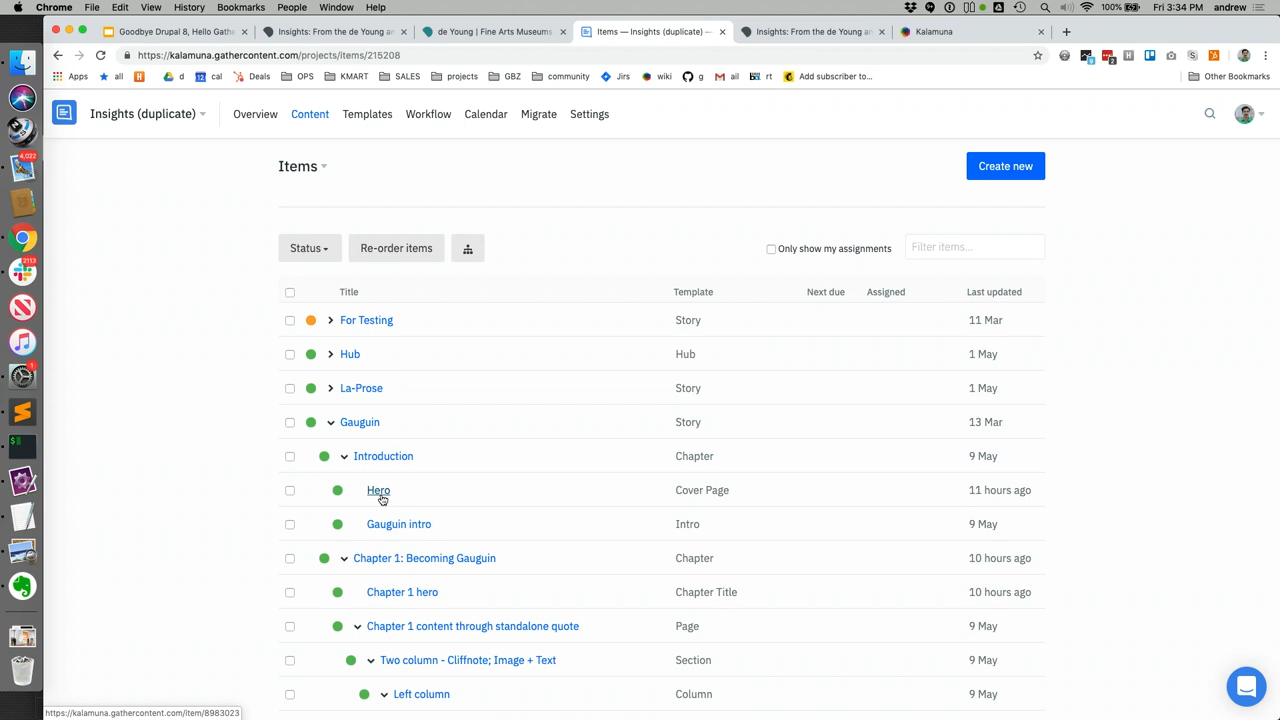 Chrome File Edit View History Bookmarks People Window Help 100% Fri 3:34 PM andrew
Goodbye Drupal 8, Hello Gathe Insights: From the de Young an de Young | Fine Arts Museums Items — Insights (duplicate) — Insights: From the de Young an Kalamuna
https://kalamuna.gathercontent.com/projects/items/215208
Apps all d cal Deals OPS KMART SALES projects GBZ community Jirs wiki g ail rt Add subscriber to... Other Bookmarks
Insights (duplicate) Overview Content Templates Workflow Calendar Migrate Settings
Items Create new
Status Re-order items Only show my assignments Filter items...
Title Template Next due Assigned Last updated
For Testing Story 11 Mar
Hub Hub 1 May
La-Prose Story 1 May
Gauguin Story 13 Mar
Introduction Chapter 9 May
Hero Cover Page 11 hours ago
Gauguin intro Intro 9 May
Chapter 1: Becoming Gauguin Chapter 10 hours ago
Chapter 1 hero Chapter Title 10 hours ago
Chapter 1 content through standalone quote Page 9 May
Two column - Cliffnote; Image + Text Section 9 May
Left column Column 9 May
https://kalamuna.gathercontent.com/item/8983023
4,022
2113
1